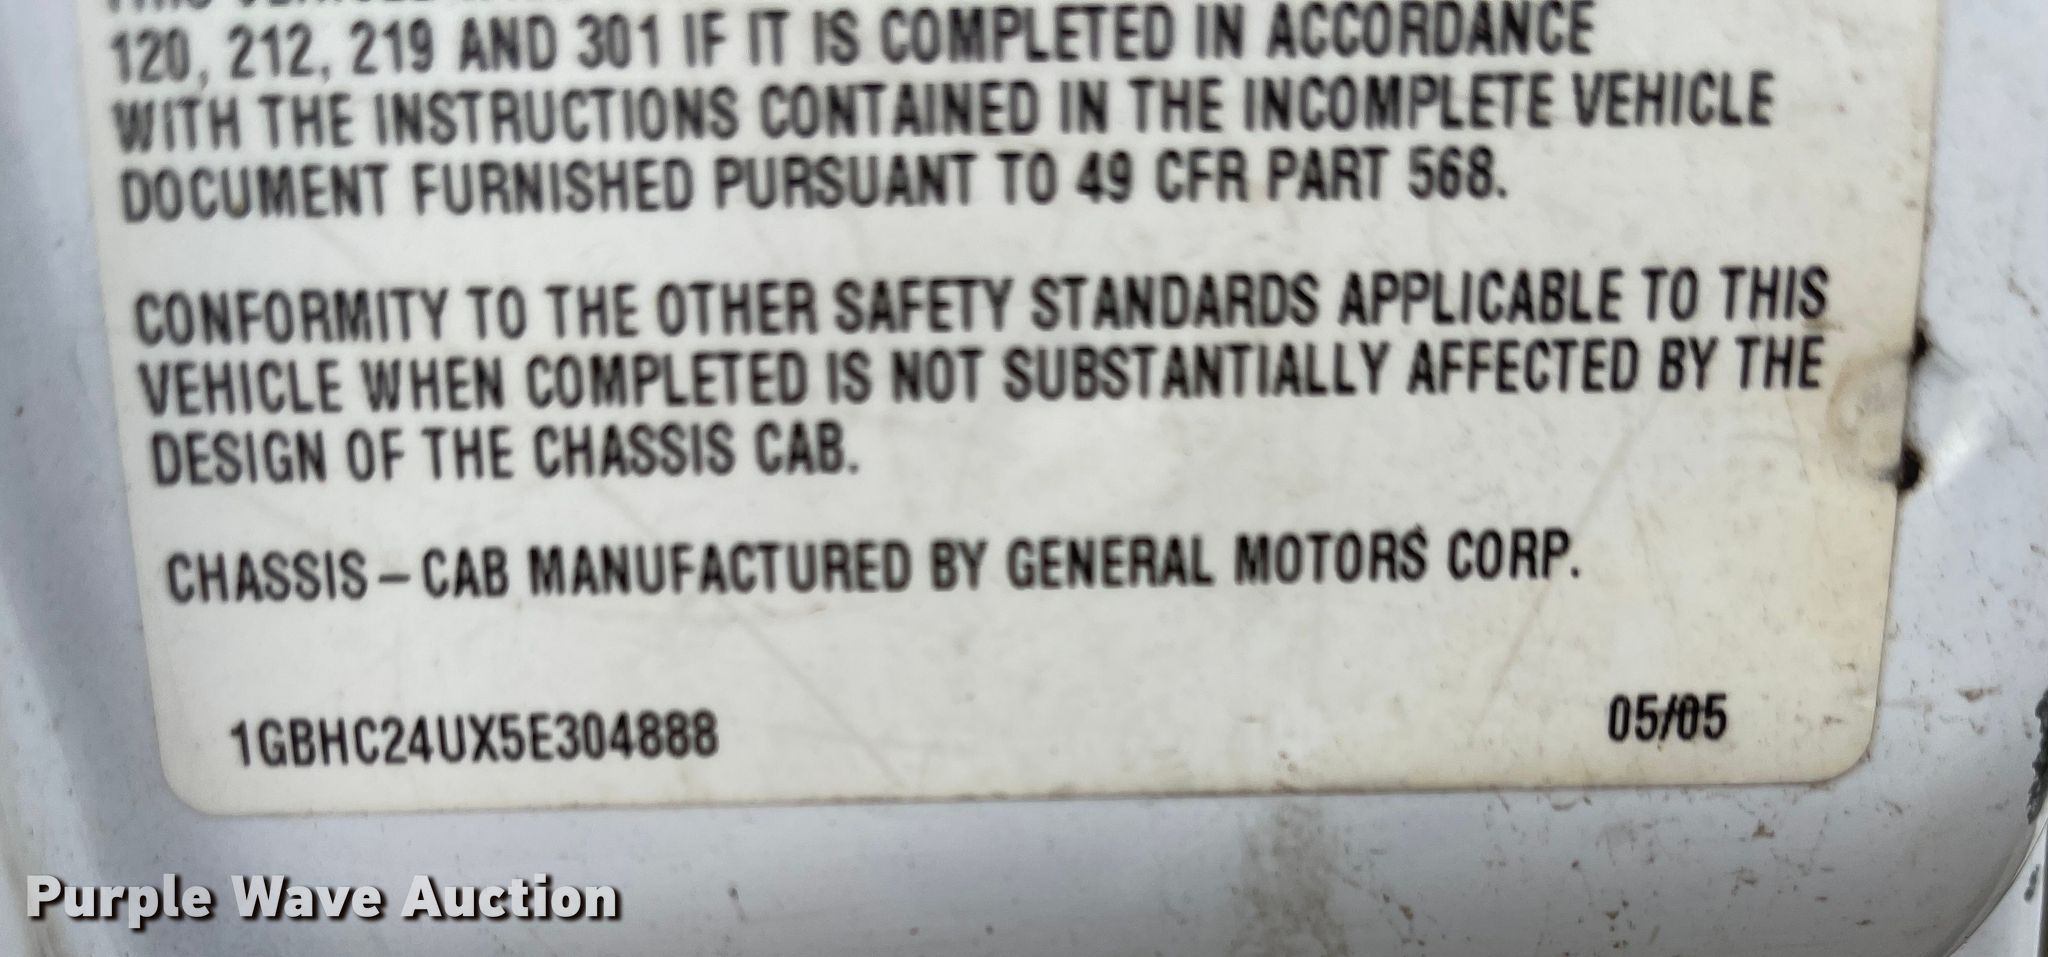 120, 212, 219 AND 301 IF IT IS COMPLETED IN ACCORDANCE
WITH THE INSTRUCTIONS CONTAINED IN THE INCOMPLETE VEHICLE
DOCUMENT FURNISHED PURSUANT TO 49 CFR PART 568.
CONFORMITY TO THE OTHER SAFETY STANDARDS APPLICABLE TO THIS
VEHICLE WHEN COMPLETED IS NOT SUBSTANTIALLY AFFECTED BY THE
DESIGN OF THE CHASSIS CAB.
CHASSIS – CAB MANUFACTURED BY GENERAL MOTORS CORP.
1GBHC24UX5E304888 05/05
Purple Wave Auction